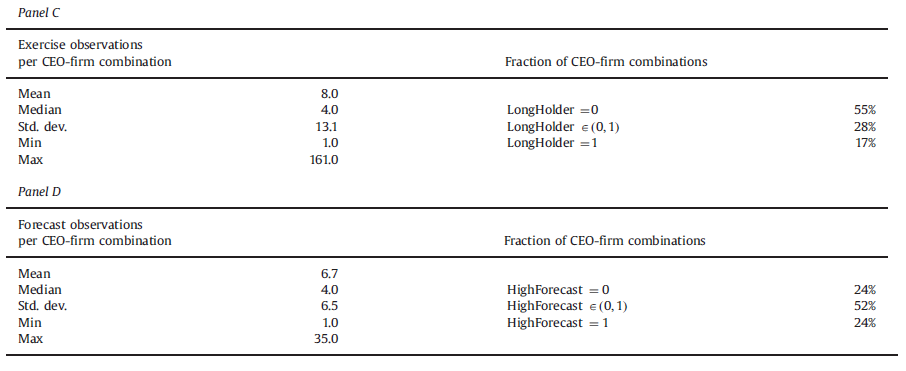 Panel C
Exercise observations
per CEO-firm combination Fraction of CEO-firm combinations
Mean 8.0
Median 4.0 LongHolder =0 55%
Std. dev. 13.1 LongHolder ∈(0, 1) 28%
Min 1.0 LongHolder =1 17%
Max 161.0
Panel D
Forecast observations
per CEO-firm combination Fraction of CEO-firm combinations
Mean 6.7
Median 4.0 HighForecast = 0 24%
Std. dev. 6.5 HighForecast ∈(0, 1) 52%
Min 1.0 HighForecast = 1 24%
Max 35.0